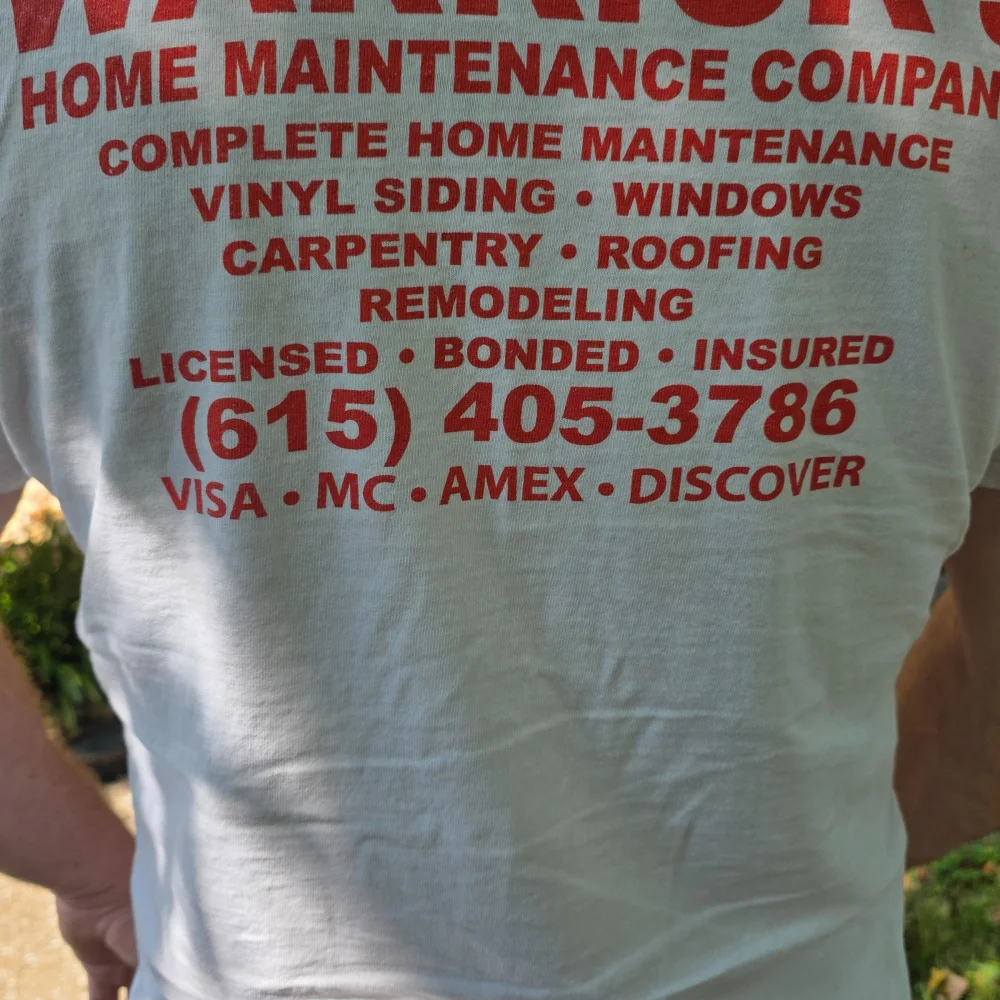 WARRIOR'S
HOME MAINTENANCE COMPAN
COMPLETE HOME MAINTENANCE
VINYL SIDING • WINDOWS
CARPENTRY • ROOFING
REMODELING
LICENSED • BONDED • INSURED
(615) 405-3786
VISA • MC • AMEX • DISCOVER